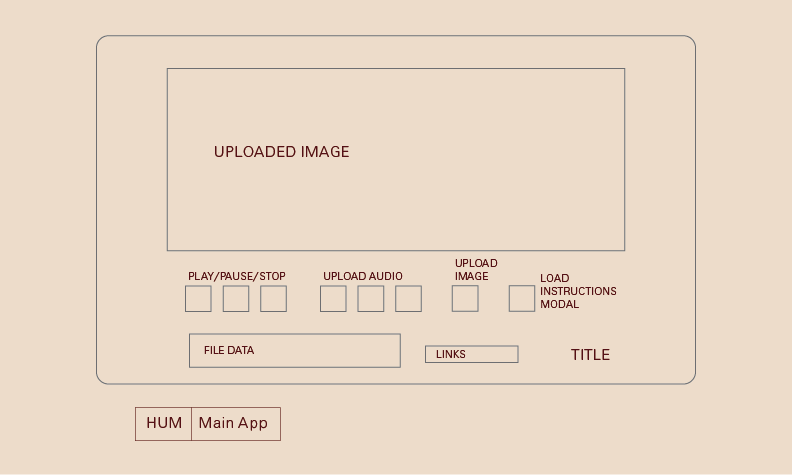 UPLOADED IMAGE
PLAY/PAUSE/STOP
UPLOAD AUDIO
UPLOAD
IMAGE
LOAD
INSTRUCTIONS
MODAL
FILE DATA
LINKS
TITLE
HUM
Main App